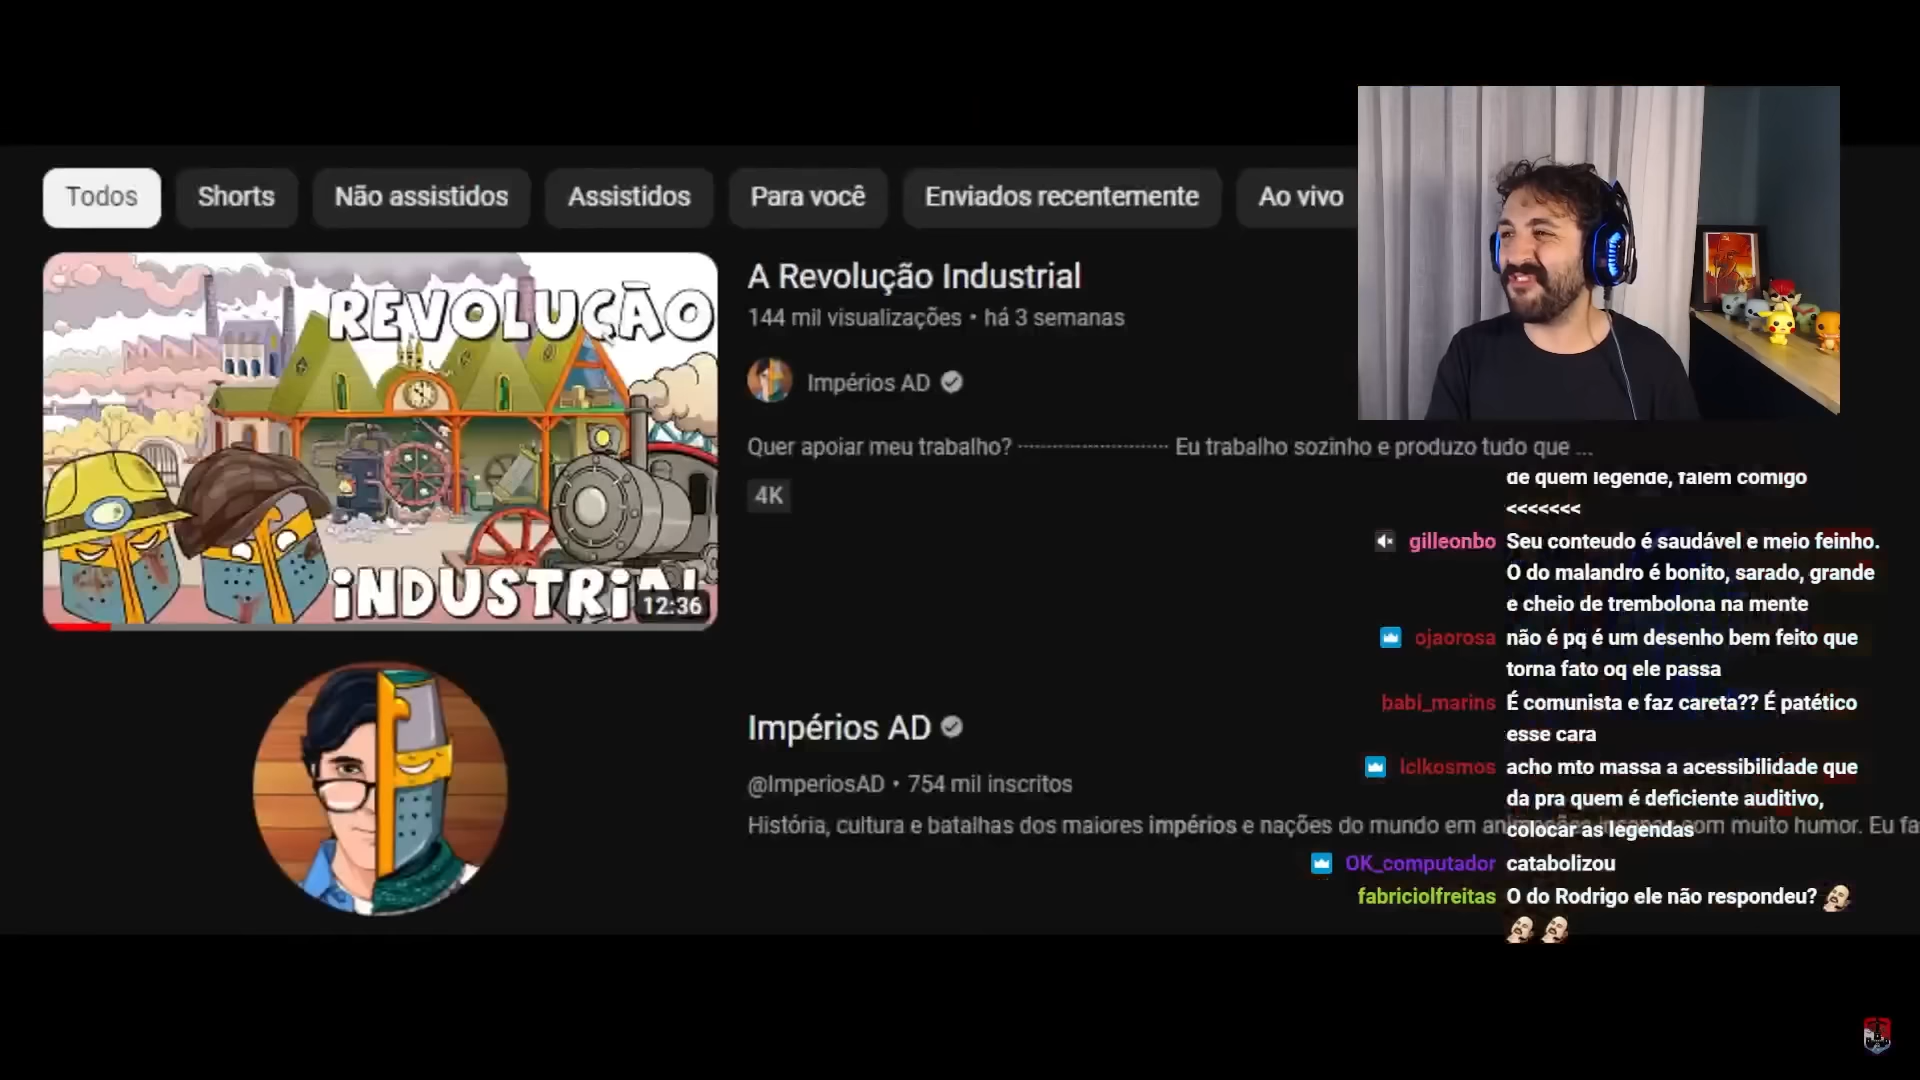 Todos
Shorts
Não assistidos
Assistidos
Para você
Enviados recentemente
Ao vivo
REVOLUÇÃO
iNDUSTRiAL
12:36
A Revolução Industrial
144 mil visualizações • há 3 semanas
Impérios AD
Quer apoiar meu trabalho? ---------------------- Eu trabalho sozinho e produzo tudo que ...
4K
Impérios AD
@ImperiosAD • 754 mil inscritos
História, cultura e batalhas dos maiores impérios e nações do mundo em com muito humor. Eu fa
de quem legende, falem comigo
<<<<<<<
gilleonbo Seu conteudo é saudável e meio feinho.
O do malandro é bonito, sarado, grande
e cheio de trembolona na mente
ojaorosa não é pq é um desenho bem feito que
torna fato oq ele passa
babi_marins É comunista e faz careta?? É patético
esse cara
lclkosmos acho mto massa a acessibilidade que
da pra quem é deficiente auditivo,
colocar as legendas
OK_computador catabolizou
fabriciolfreitas O do Rodrigo ele não respondeu?